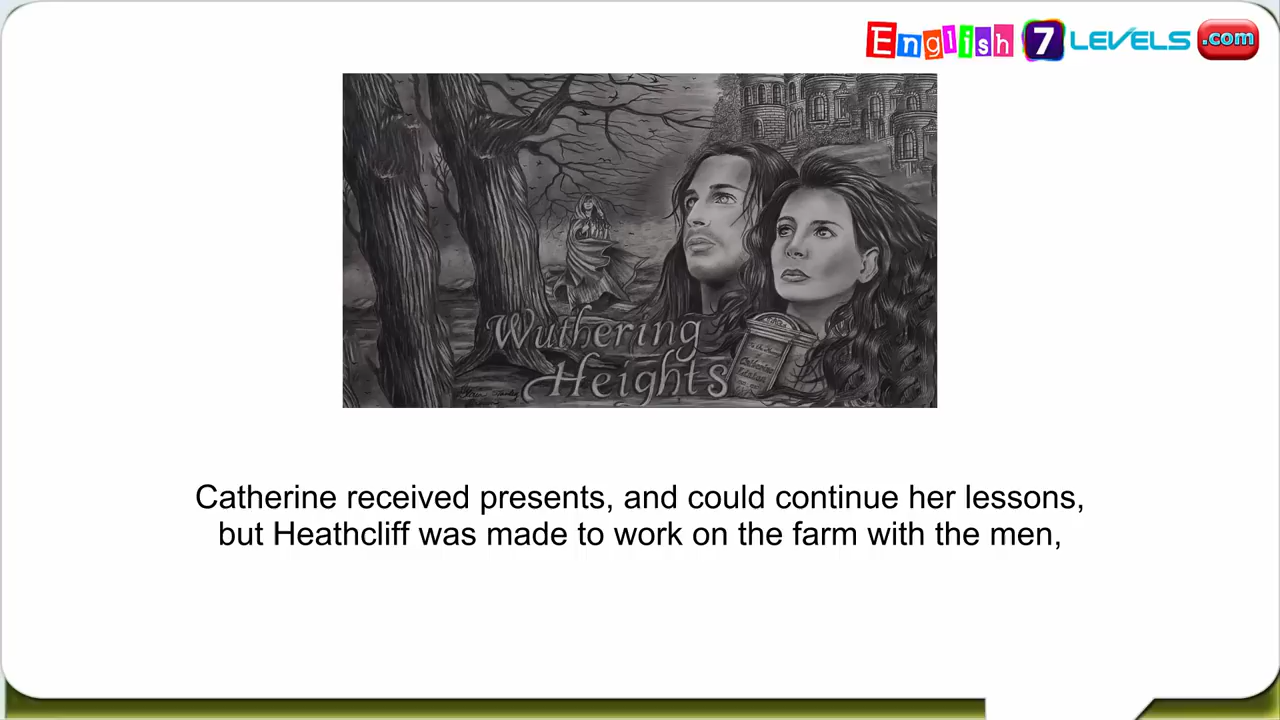 English 7 LEVELS .com
Wuthering
Heights
Catherine received presents, and could continue her lessons,
but Heathcliff was made to work on the farm with the men,